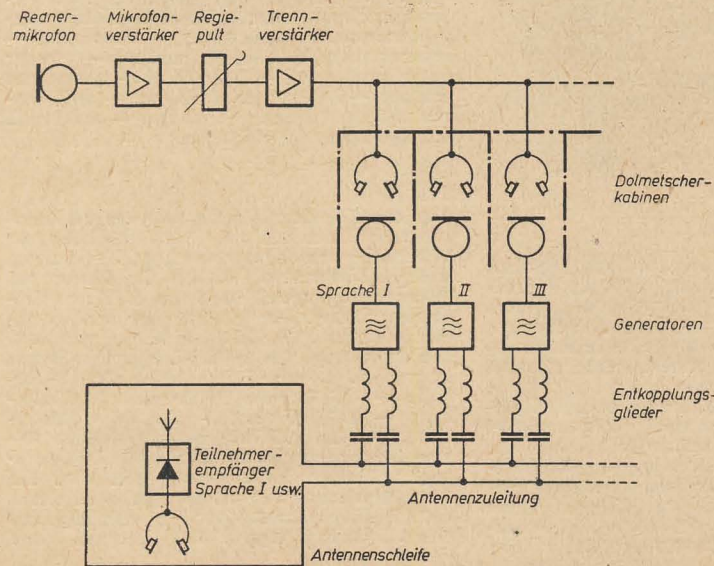 Redner-
mikrofon
Mikrofon-
verstärker
Regie-
pult
Trenn-
verstärker
Dolmetscher-
kabinen
Sprache I
II
III
Generatoren
Entkopplungs-
glieder
Teilnehmer-
empfänger
Sprache I usw.
Antennenzuleitung
Antennenschleife